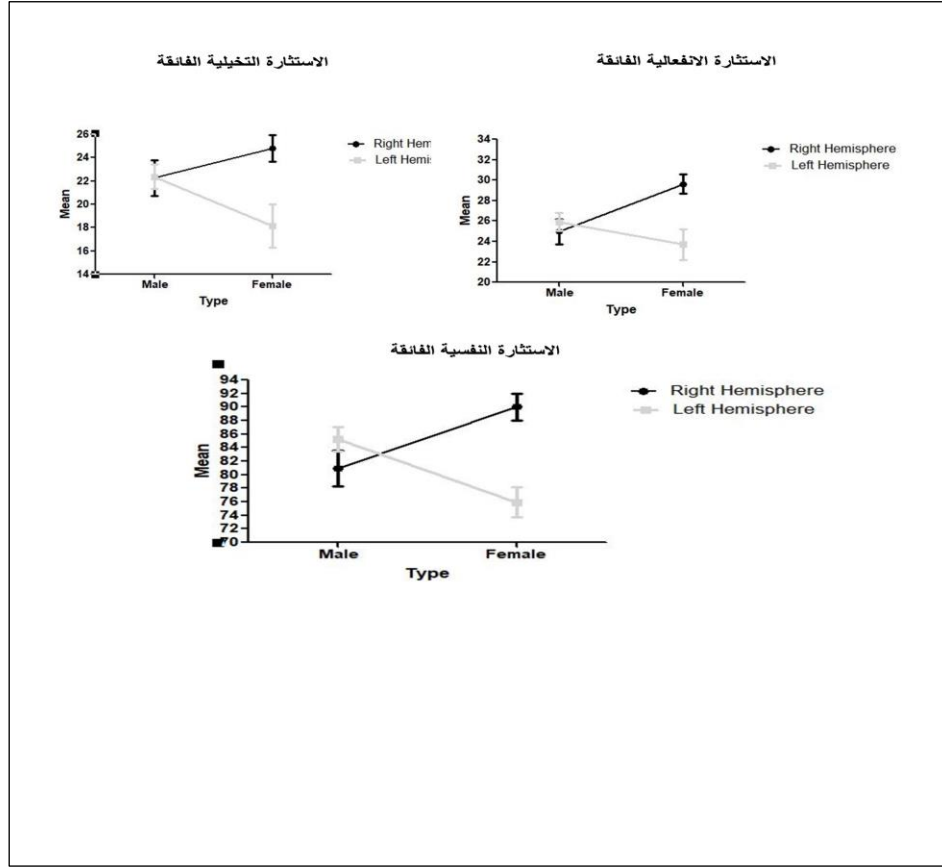 الاستثارة التخيلية الفائقة
26
24
22
20
18
16
14
Mean
Male
Female
Type
Right Hem
Left Hemi
الاستثارة الانفعالية الفائقة
34
32
30
28
26
24
22
20
Mean
Male
Female
Type
Right Hemisphere
Left Hemisphere
الاستثارة النفسية الفائقة
94
92
90
88
86
84
82
80
78
76
74
72
70
Mean
Male
Female
Type
Right Hemisphere
Left Hemisphere